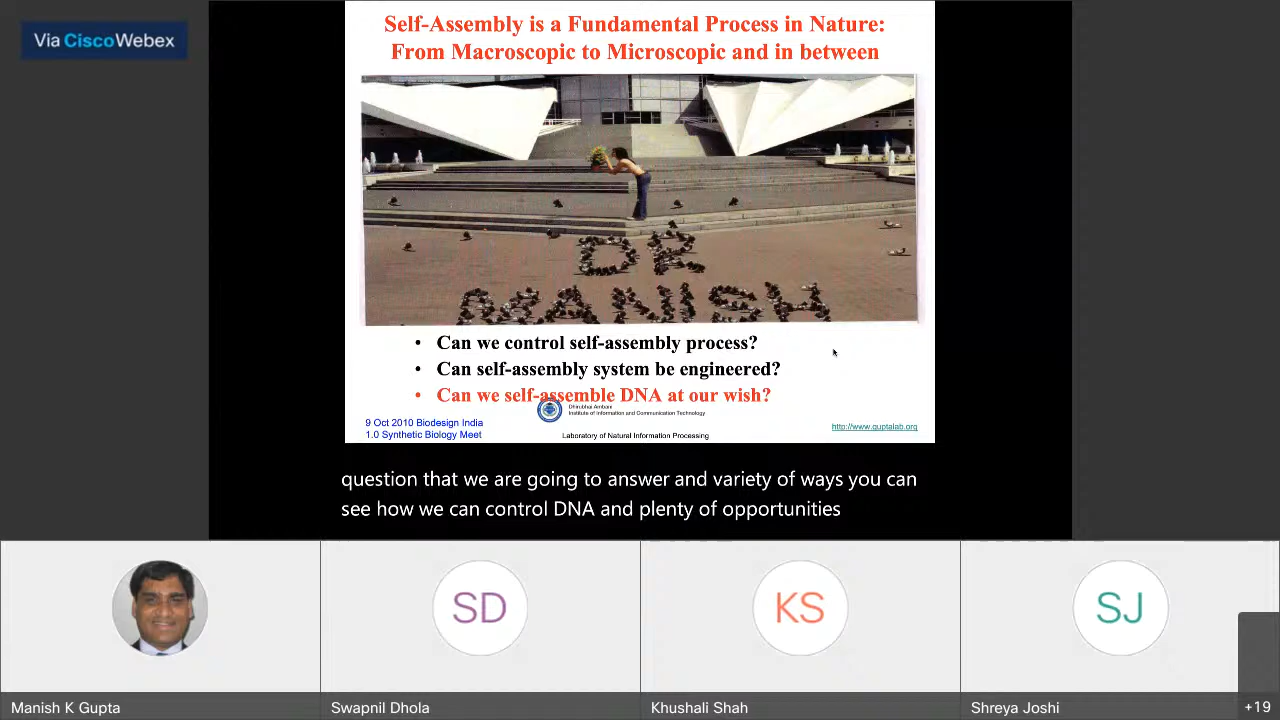 Via CiscoWebex
Self-Assembly is a Fundamental Process in Nature:
From Macroscopic to Microscopic and in between
DR
MANISH
• Can we control self-assembly process?
• Can self-assembly system be engineered?
• Can we self-assemble DNA at our wish?
Dhirubhai Ambani
Institute of Information and Communication Technology
9 Oct 2010 Biodesign India
1.0 Synthetic Biology Meet
Laboratory of Natural Information Processing
http://www.guptalab.org
question that we are going to answer and variety of ways you can
see how we can control DNA and plenty of opportunities
SD
KS
SJ
Manish K Gupta
Swapnil Dhola
Khushali Shah
Shreya Joshi
+19